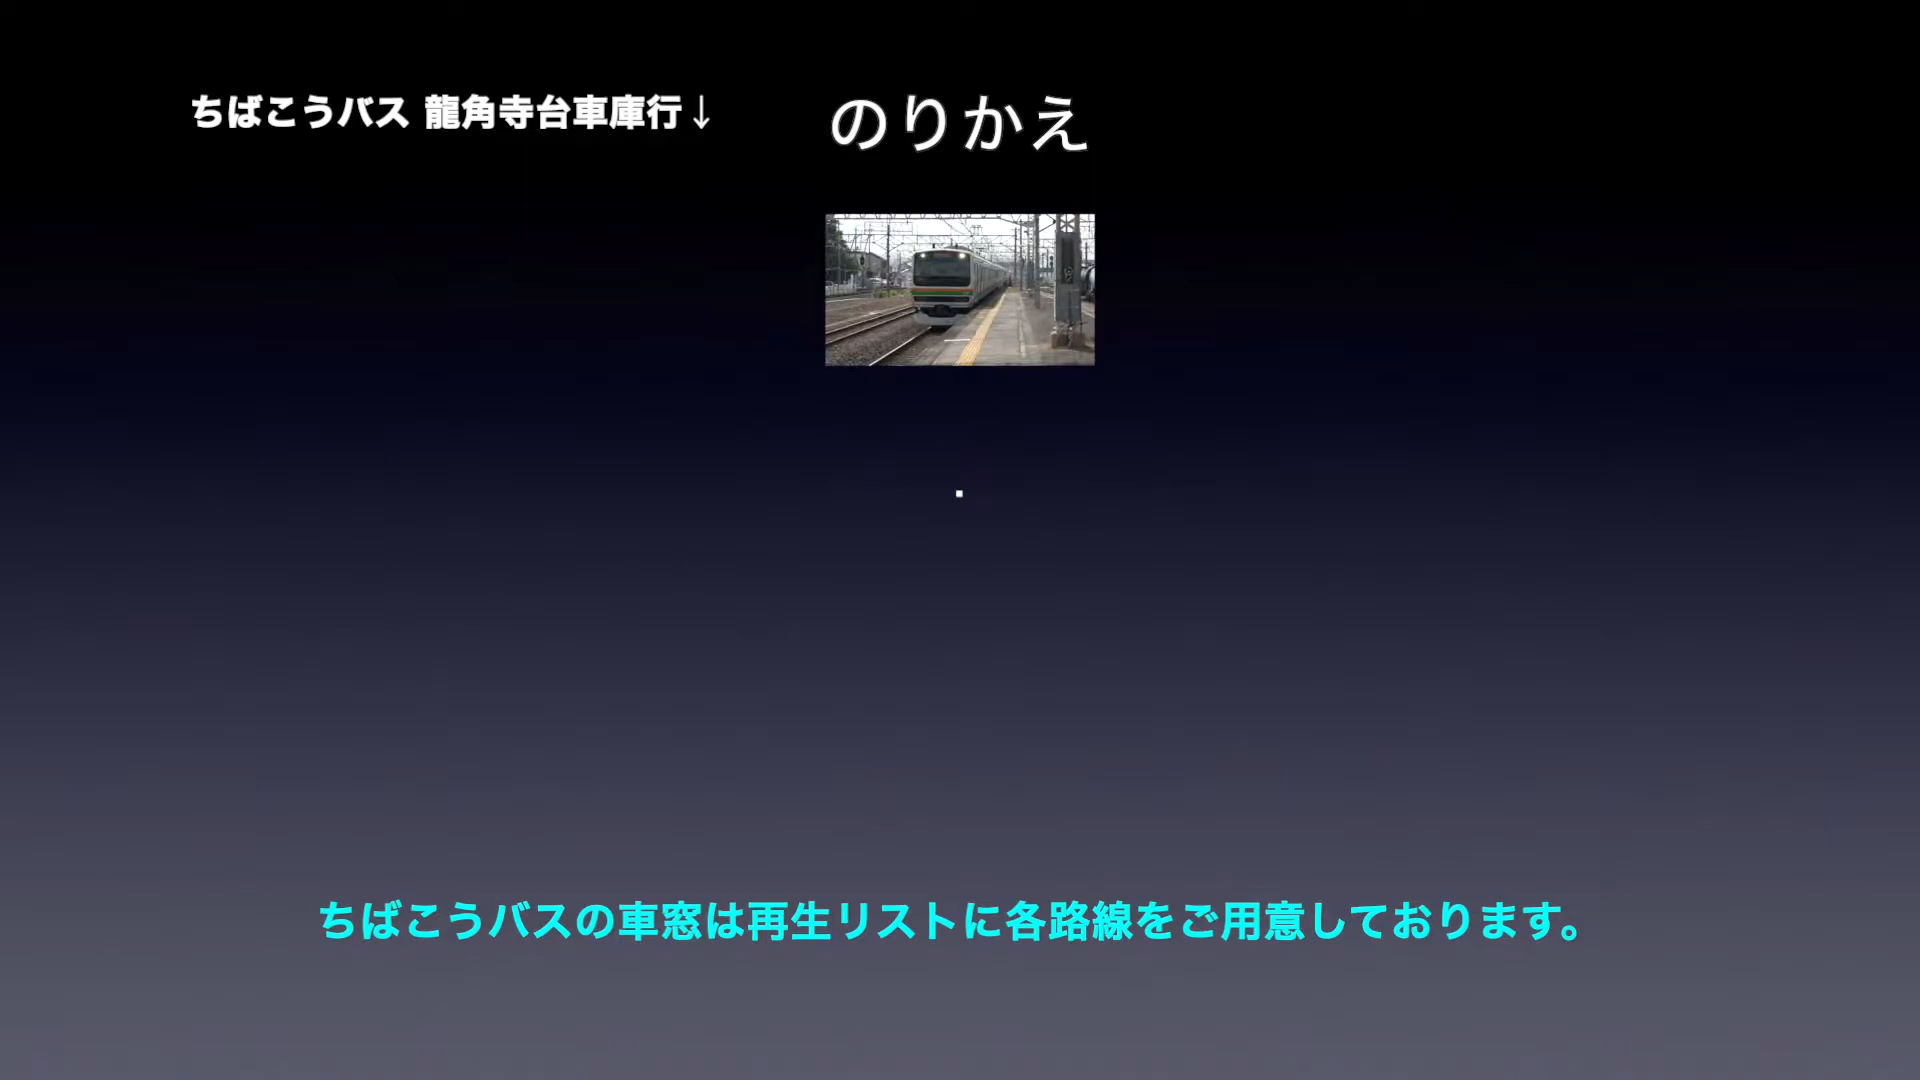 ちばこうバス 龍角寺台車庫行↓
のりかえ
ちばこうバスの車窓は再生リストに各路線をご用意しております。